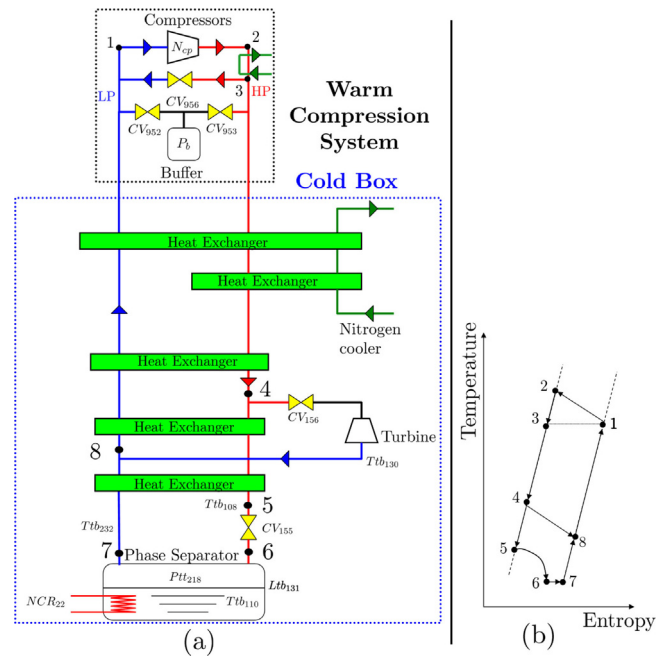 Compressors
1
N_cp
2
3
LP
CV_956
HP
CV_952
CV_953
P_b
Buffer
Warm
Compression
System
Cold Box
Heat Exchanger
Heat Exchanger
Nitrogen
cooler
Heat Exchanger
4
CV_156
Heat Exchanger
Turbine
8
Ttb_130
Heat Exchanger
Ttb_108
5
Ttb_232
CV_155
7
Phase Separator
6
Ptt_218
Ltb_131
NCR_22
Ttb_110
(a)
Temperature
2
3
1
4
8
5
6
7
Entropy
(b)